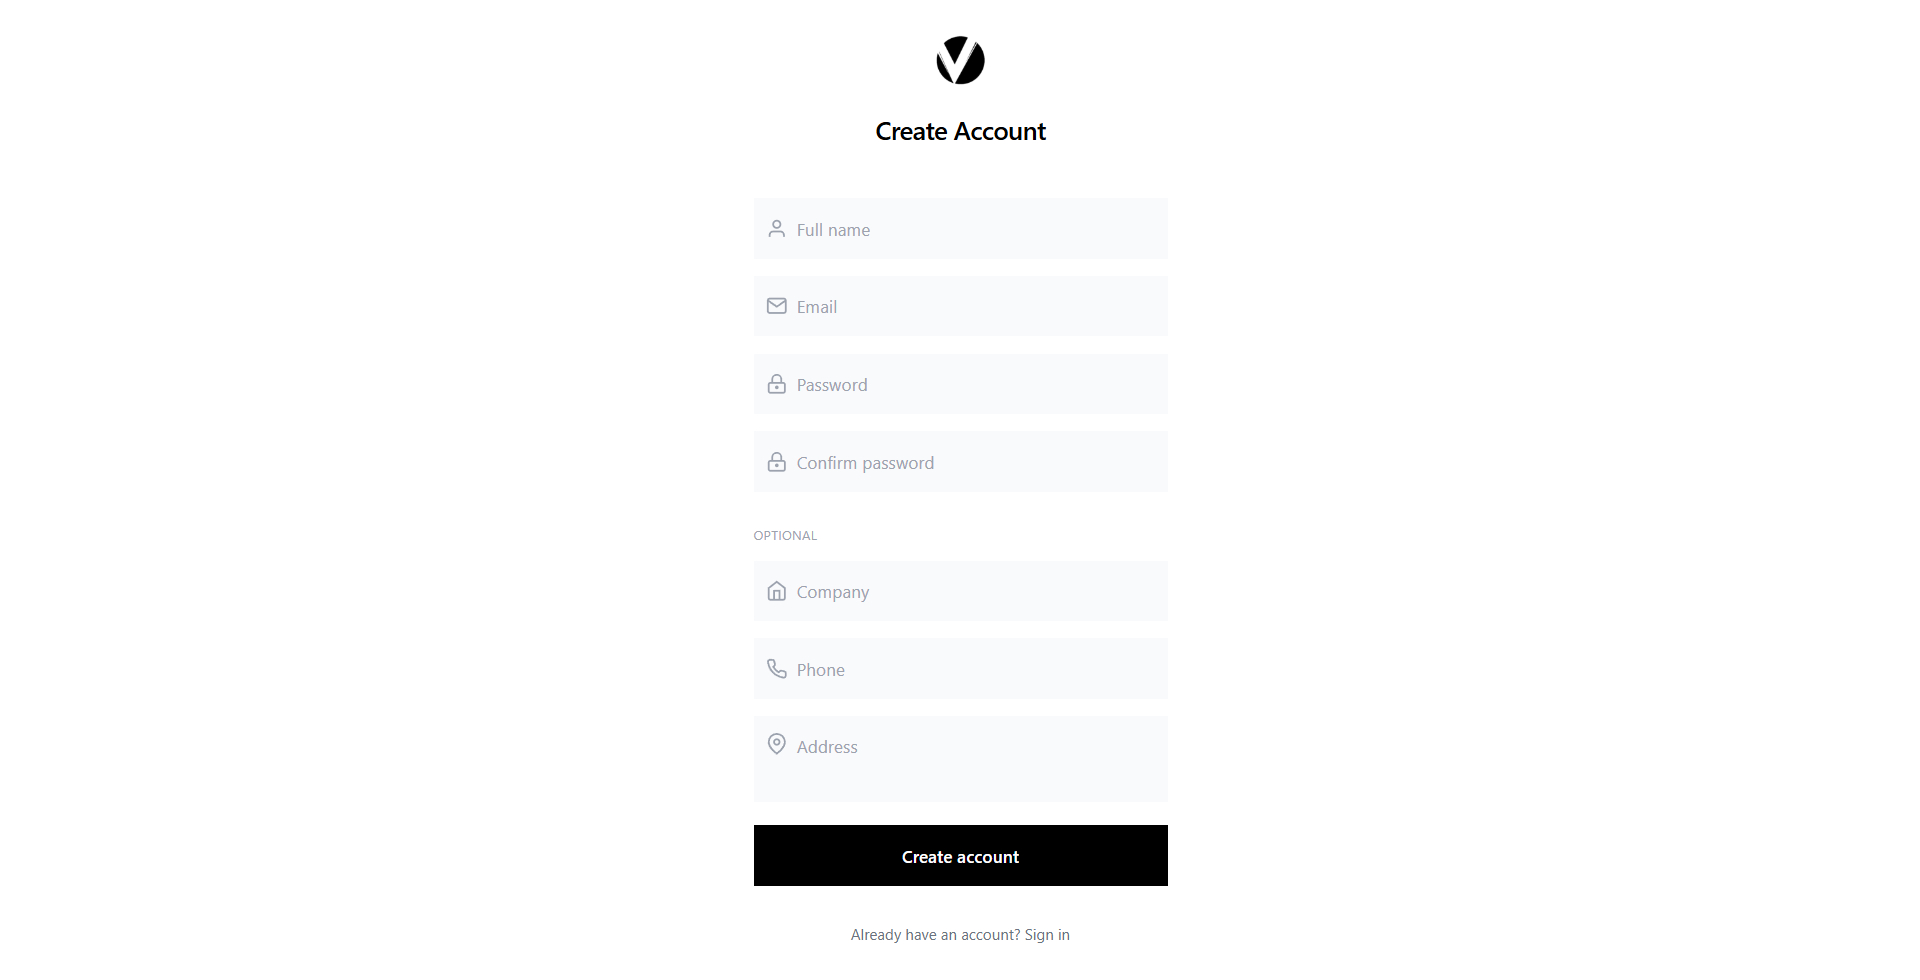 Create Account
Full name
Email
Password
Confirm password
OPTIONAL
Company
Phone
Address
Create account
Already have an account? Sign in